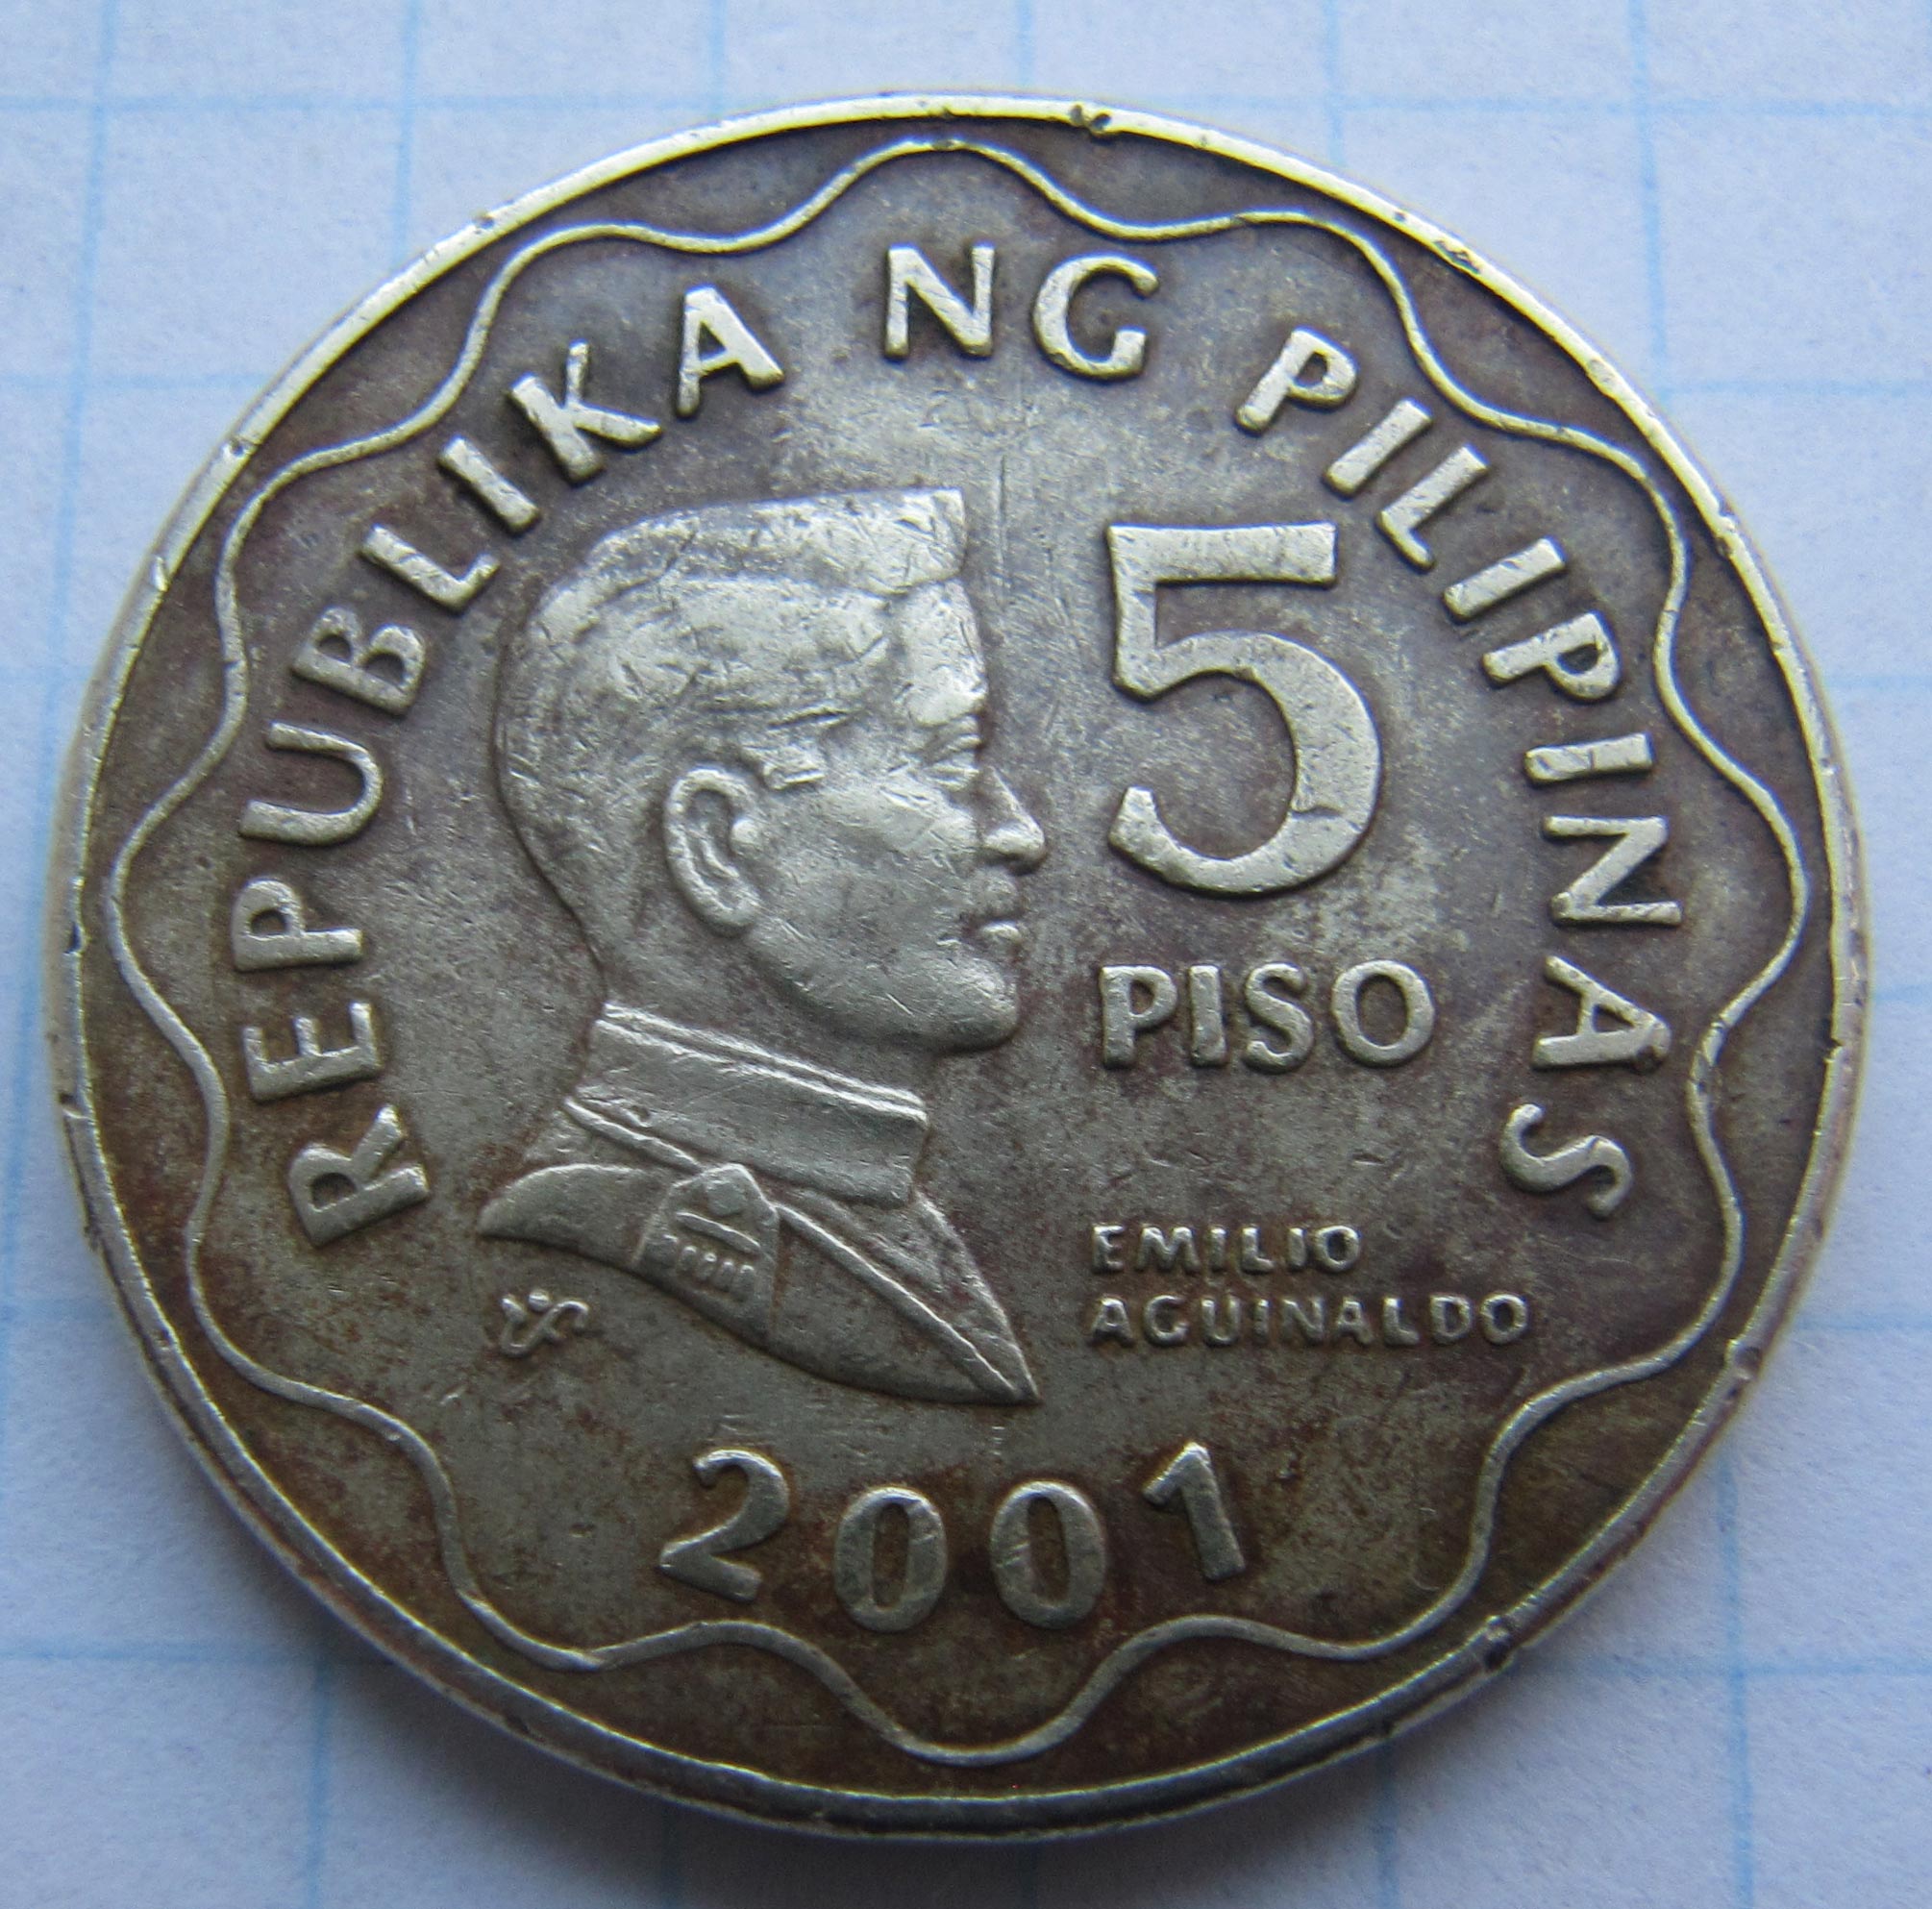 REPUBLIKA NG PILIPINAS
5
PISO
EMILIO
AGUINALDO
2001